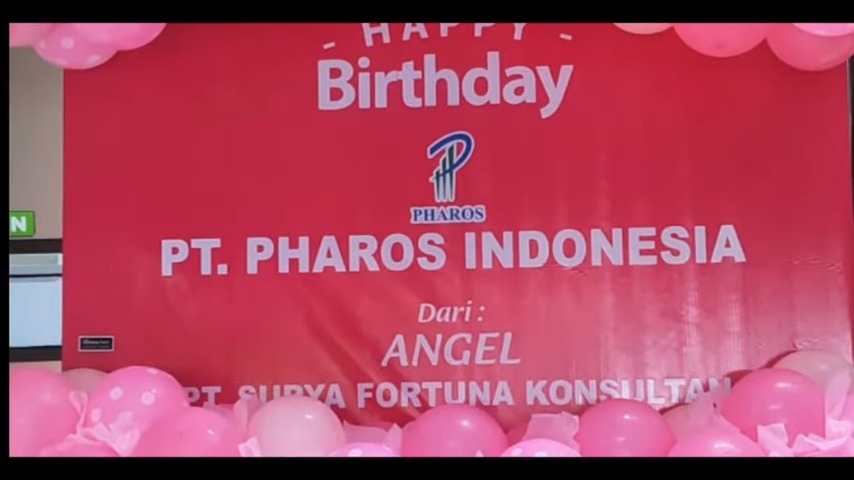 - HAPPY -
Birthday
PHAROS
PT. PHAROS INDONESIA
Dari :
ANGEL
PT. SURYA FORTUNA KONSULTAN
N